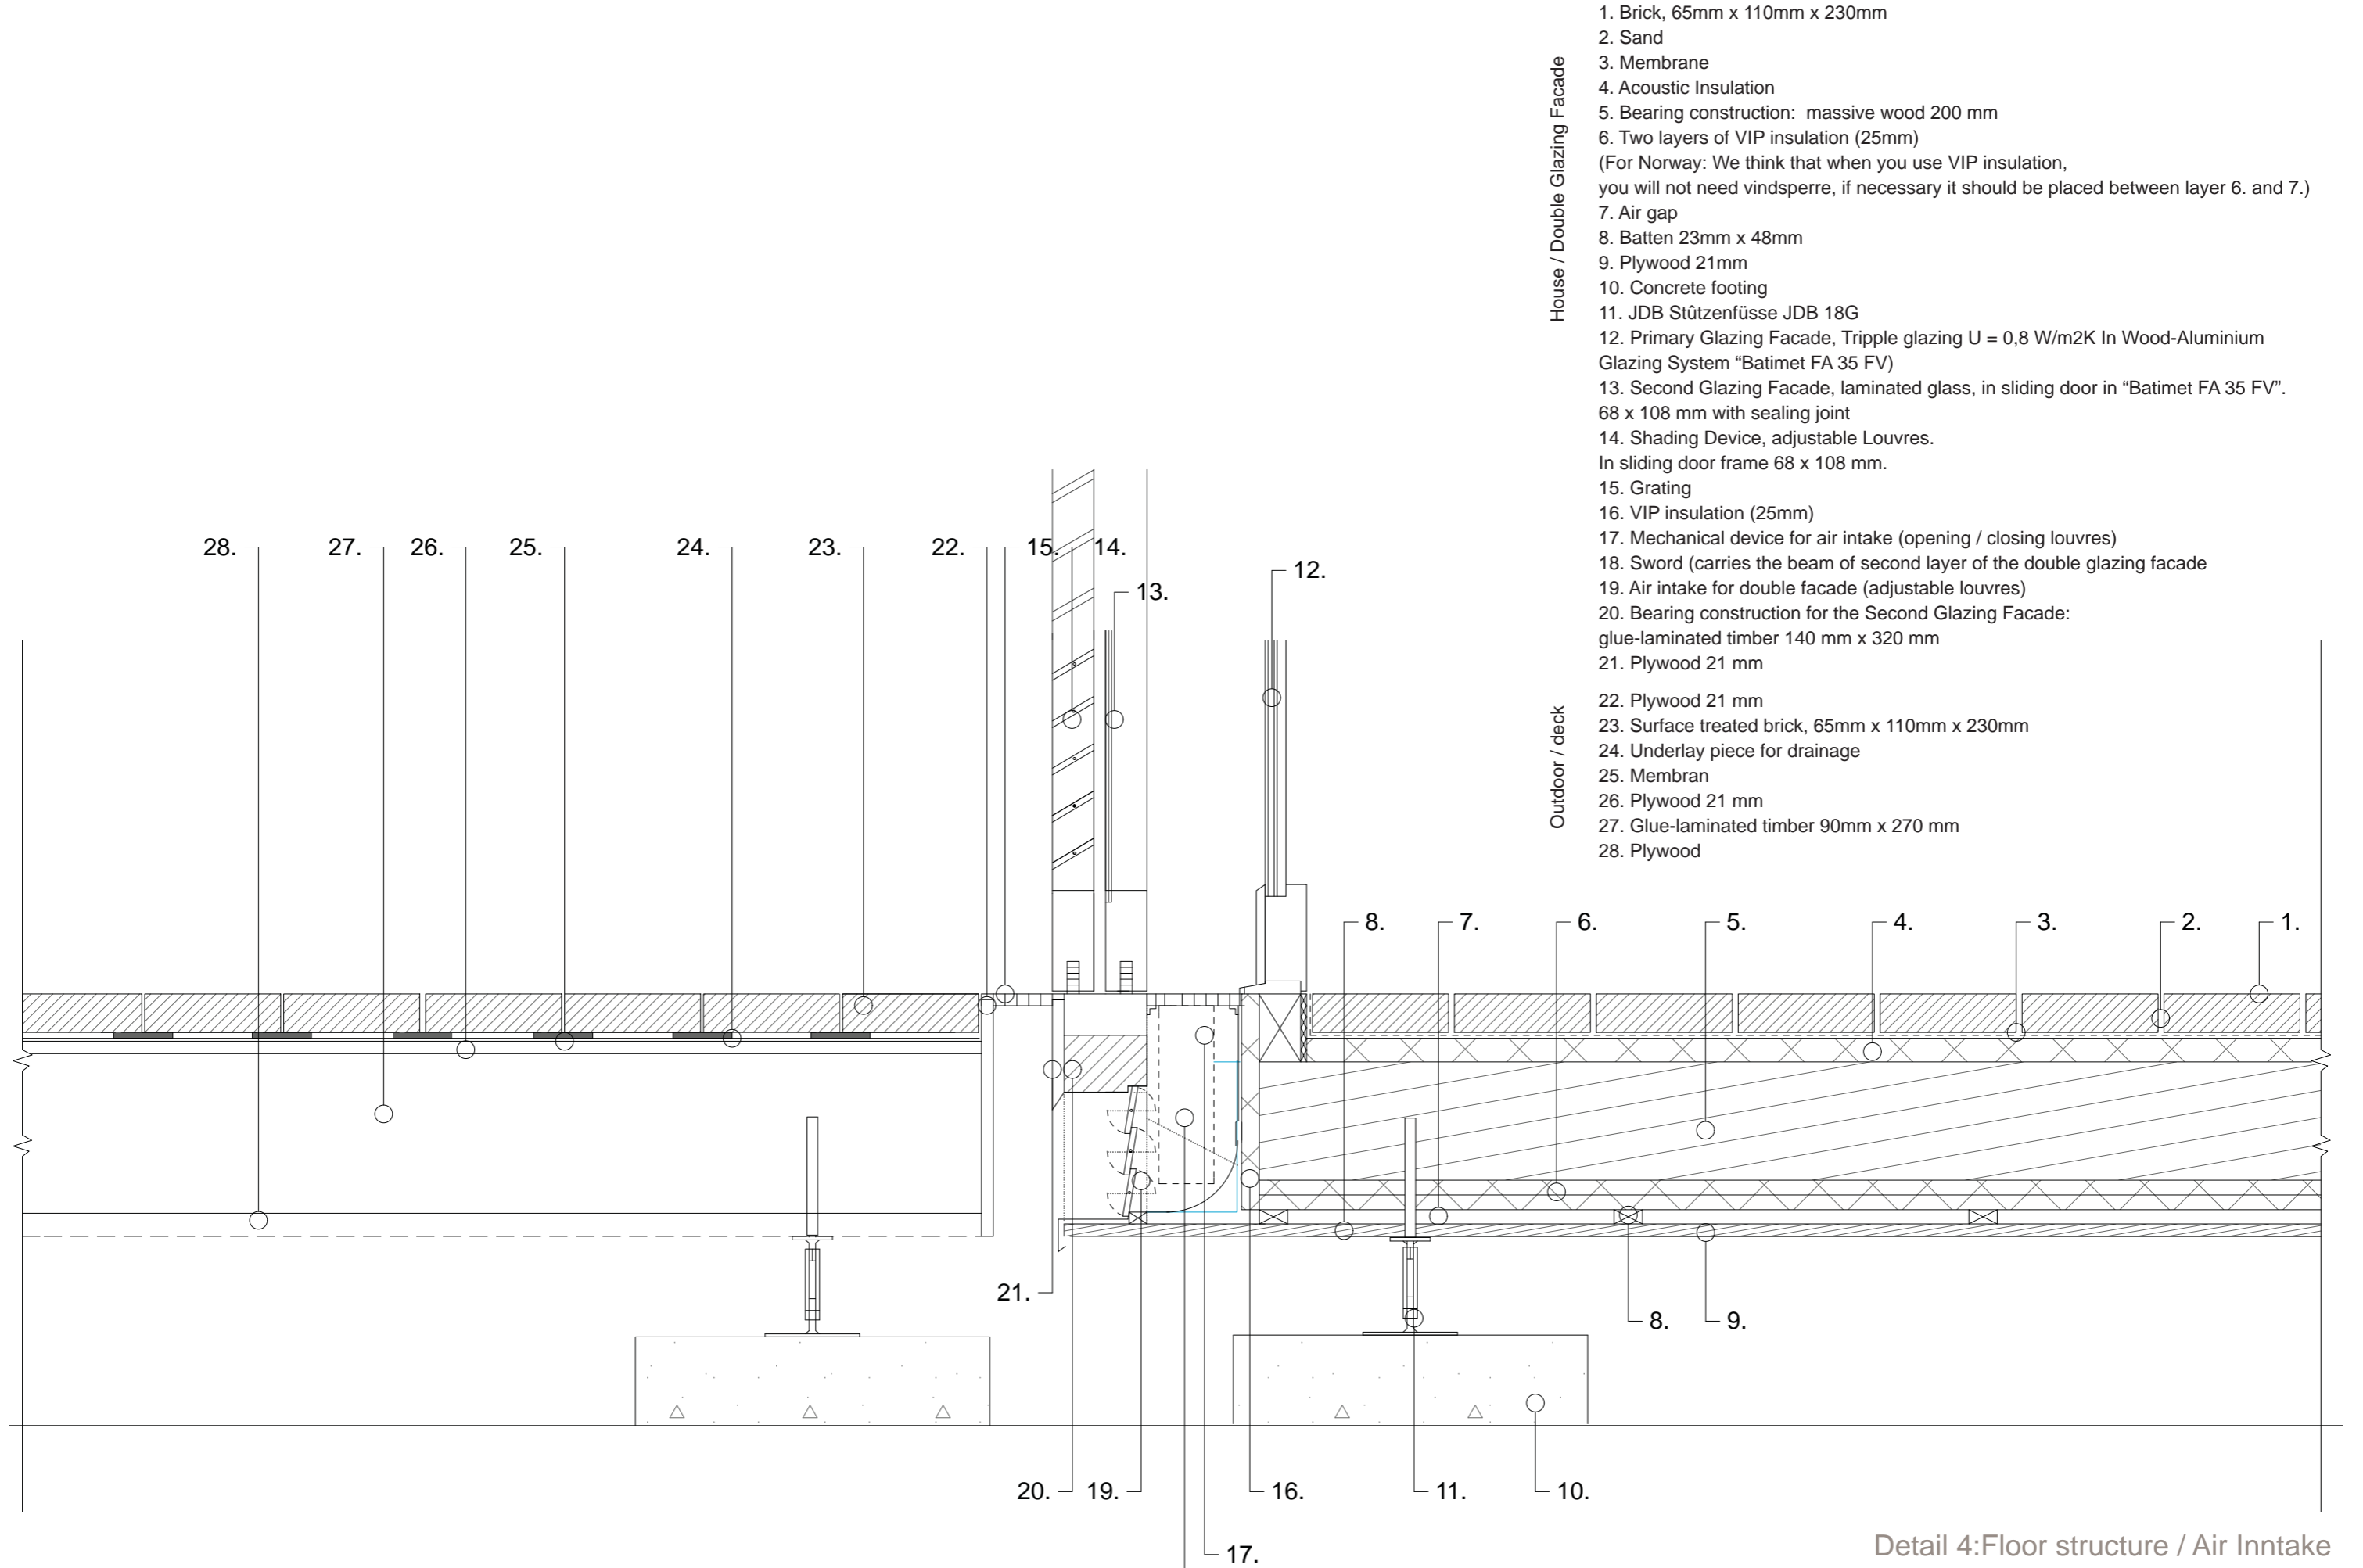 1. Brick, 65mm x 110mm x 230mm
2. Sand
3. Membrane
4. Acoustic Insulation
5. Bearing construction:  massive wood 200 mm
6. Two layers of VIP insulation (25mm)
(For Norway: We think that when you use VIP insulation,
you will not need vindsperre, if necessary it should be placed between layer 6. and 7.)
7. Air gap
8. Batten 23mm x 48mm
9. Plywood 21mm
10. Concrete footing
11. JDB Stûtzenfüsse JDB 18G
12. Primary Glazing Facade, Tripple glazing U = 0,8 W/m2K In Wood-Aluminium
Glazing System “Batimet FA 35 FV)
13. Second Glazing Facade, laminated glass, in sliding door in “Batimet FA 35 FV”.
68 x 108 mm with sealing joint
14. Shading Device, adjustable Louvres.
In sliding door frame 68 x 108 mm.
15. Grating
16. VIP insulation (25mm)
17. Mechanical device for air intake (opening / closing louvres)
18. Sword (carries the beam of second layer of the double glazing facade
19. Air intake for double facade (adjustable louvres)
20. Bearing construction for the Second Glazing Facade:
glue-laminated timber 140 mm x 320 mm
21. Plywood 21 mm
House / Double Glazing Facade
22. Plywood 21 mm
23. Surface treated brick, 65mm x 110mm x 230mm
24. Underlay piece for drainage
25. Membran
26. Plywood 21 mm
27. Glue-laminated timber 90mm x 270 mm
28. Plywood
Outdoor / deck
28. 27. 26. 25. 24. 23. 22. 15. 14.
12.
13.
8. 7. 6. 5. 4. 3. 2. 1.
21.
8. 9.
20. 19. 16. 11. 10.
17.
Detail 4:Floor structure / Air Inntake